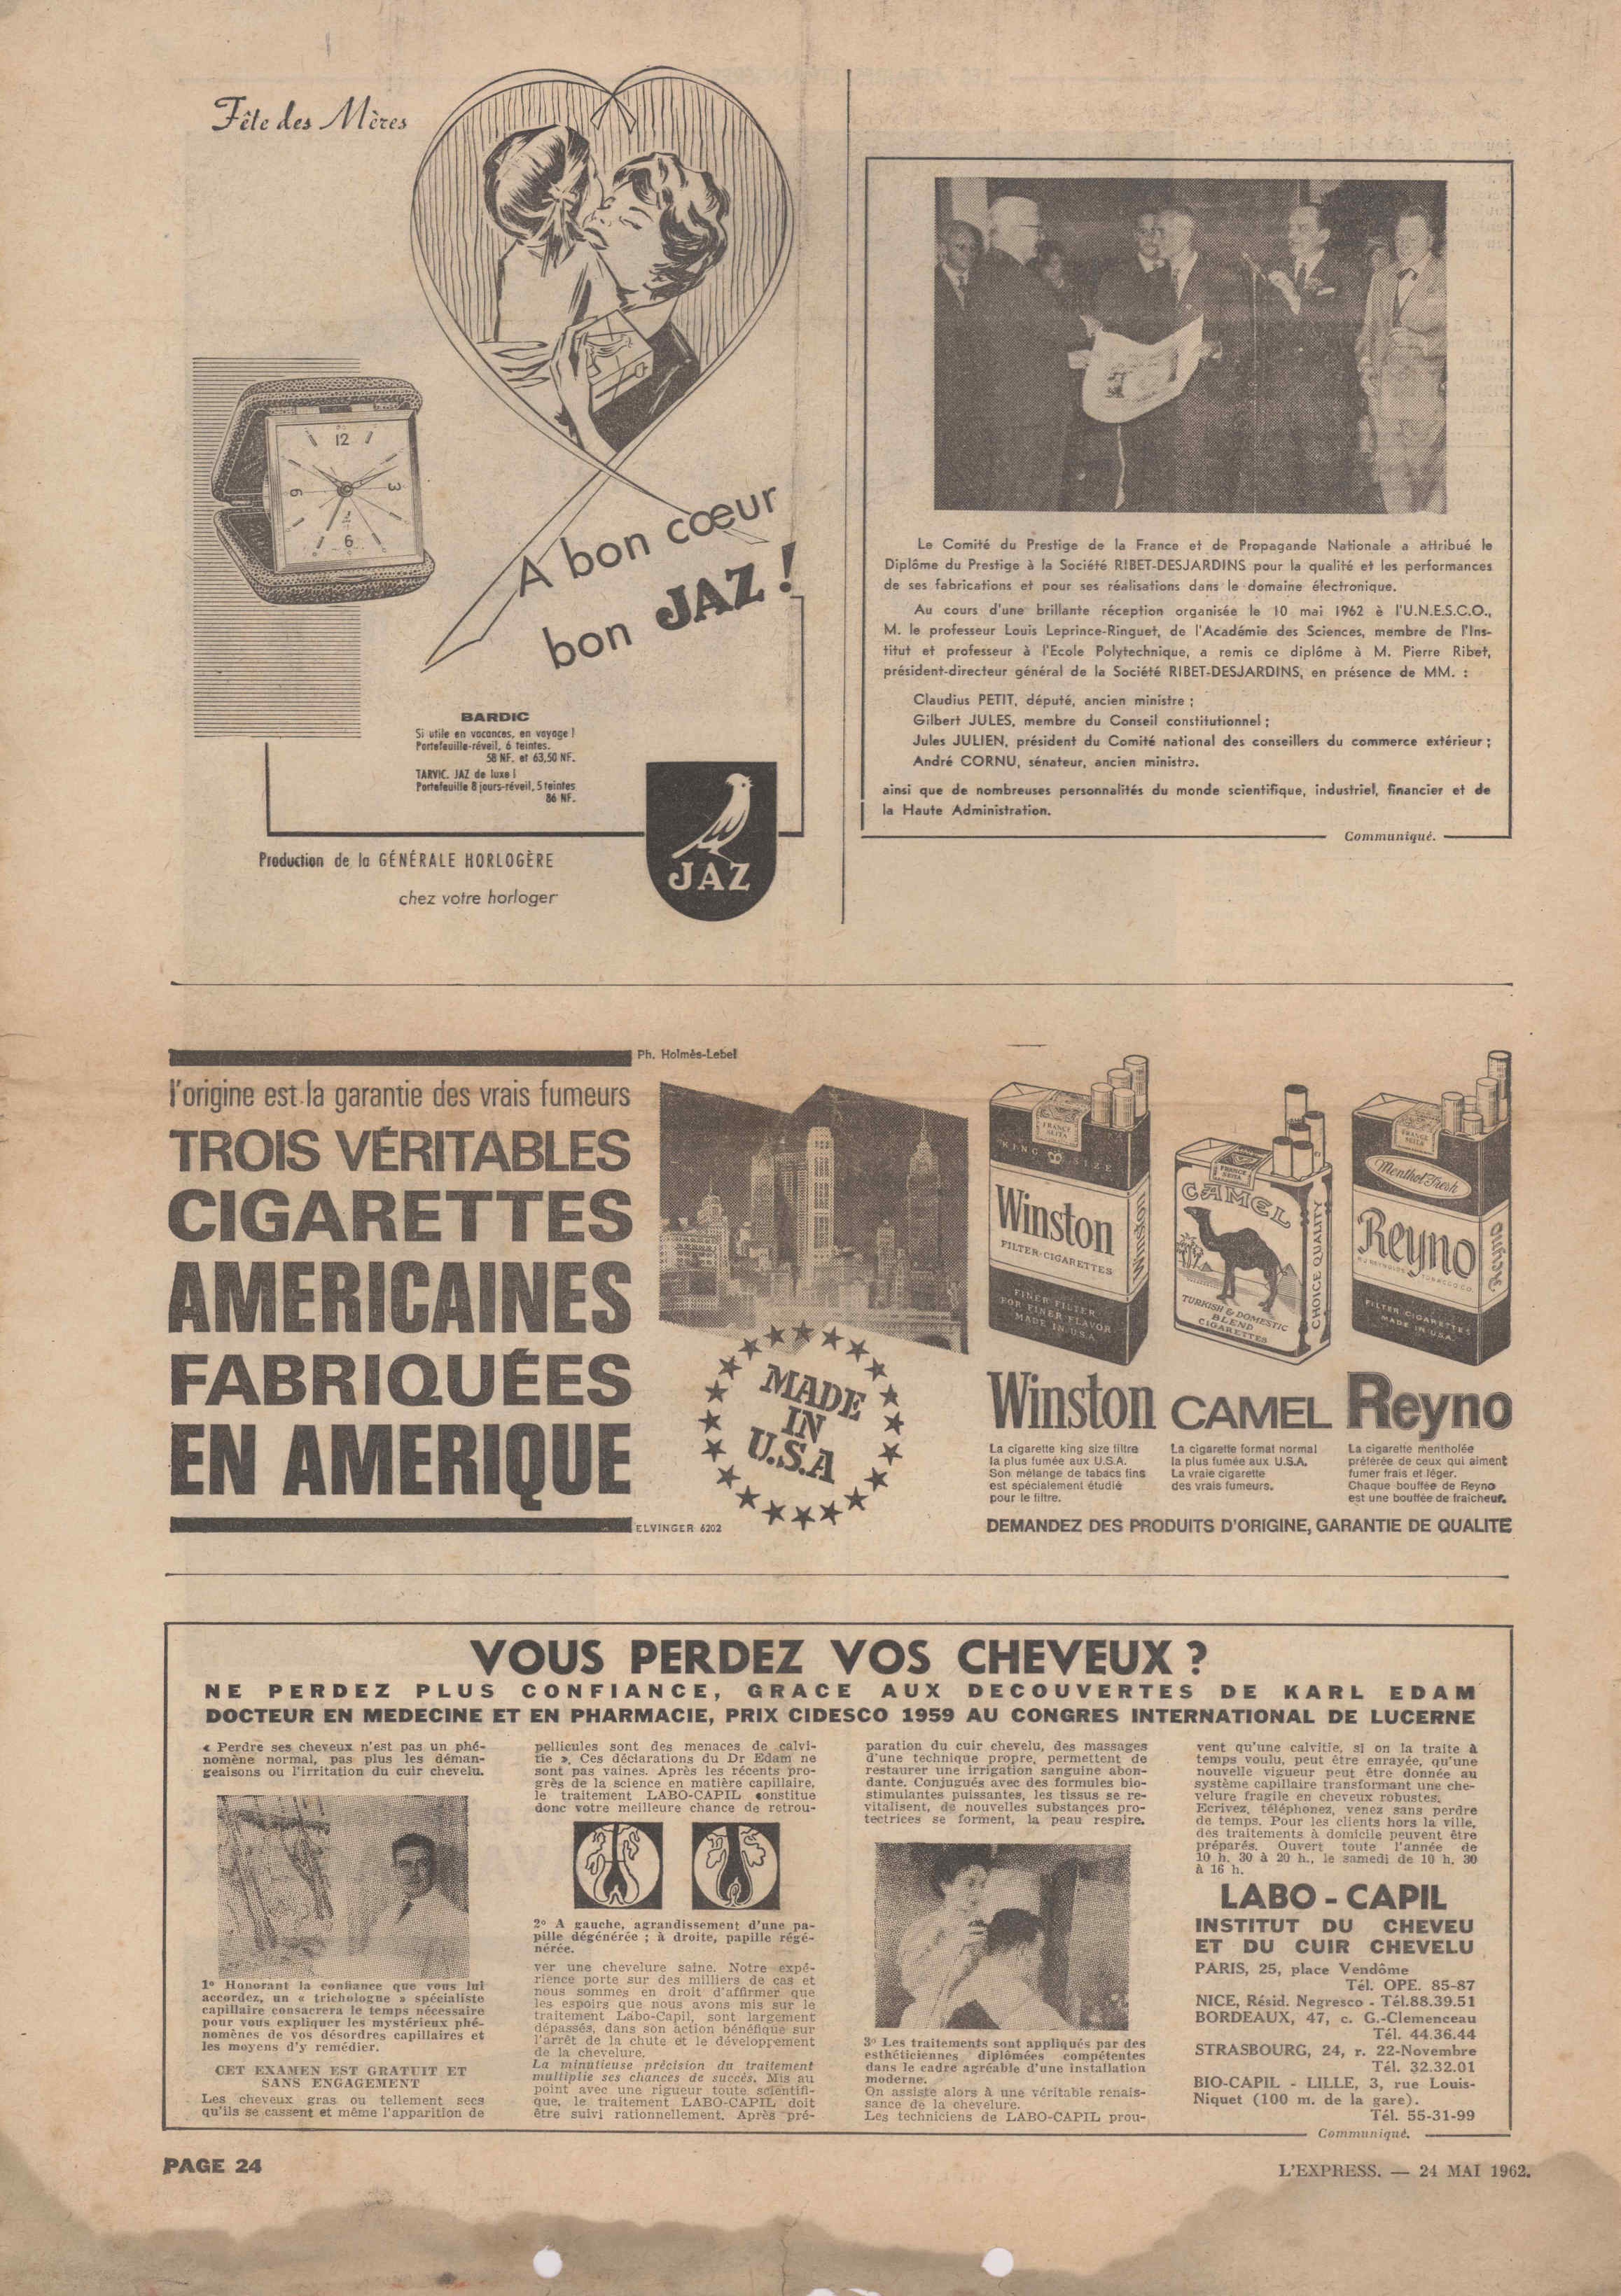 Fête des Mères
12
3
6
9
JAZ
A bon cœur
bon JAZ !
BARDIC
Si utile en vacances, en voyage !
Portefeuille-réveil, 6 teintes.
58 NF. et 63,50 NF.
TARVIC. JAZ de luxe !
Portefeuille 8 jours-réveil, 5 teintes
86 NF.
JAZ
Production de la GÉNÉRALE HORLOGÈRE
chez votre horloger
Le Comité du Prestige de la France et de Propagande Nationale a attribué le
Diplôme du Prestige à la Société RIBET-DESJARDINS pour la qualité et les performances
de ses fabrications et pour ses réalisations dans le domaine électronique.
Au cours d'une brillante réception organisée le 10 mai 1962 è l'U.N.E.S.C.O.,
M. le professeur Louis Leprince-Ringuet, de l'Académie des Sciences, membre de l'Ins-
titut et professeur à l'Ecole Polytechnique, a remis ce diplôme à M. Pierre Ribet,
président-directeur général de la Société RIBET-DESJARDINS, en présence de MM. :
Claudius PETIT, député, ancien ministre ;
Gilbert JULES, membre du Conseil constitutionnel ;
Jules JULIEN, président du Comité national des conseillers du commerce extérieur ;
André CORNU, sénateur, ancien ministre.
ainsi que de nombreuses personnalités du monde scientifique, industriel, financier et de
la Haute Administration.
Communiqué.
Ph. Holmès-Lebel
l'origine est la garantie des vrais fumeurs
TROIS VÉRITABLES
CIGARETTES
AMERICAINES
FABRIQUÉES
EN AMERIQUE
ELVINGER 6202
MADE
IN
U.S.A
FRANCE
SEITA
KING SIZE
Winston
FILTER-CIGARETTES
Winston
FINER FILTER
FOR FINER FLAVOR
MADE IN U.S.A.
FRANCE
SEITA
CAMEL
CHOICE QUALITY
TURKISH & DOMESTIC
BLEND
CIGARETTES
FRANCE
SEITA
Menthol Fresh
Reyno
R.J. REYNOLDS TOBACCO CO.
Reyno
FILTER CIGARETTES
MADE IN U.S.A.
Winston
La cigarette king size filtre
la plus fumée aux U.S.A.
Son mélange de tabacs fins
est spécialement étudié
pour le filtre.
CAMEL
La cigarette format normal
la plus fumée aux U.S.A.
La vraie cigarette
des vrais fumeurs.
Reyno
La cigarette mentholée
préférée de ceux qui aiment
fumer frais et léger.
Chaque bouffée de Reyno
est une bouffée de fraicheur.
DEMANDEZ DES PRODUITS D'ORIGINE, GARANTIE DE QUALITE
VOUS PERDEZ VOS CHEVEUX ?
NE PERDEZ PLUS CONFIANCE, GRACE AUX DECOUVERTES DE KARL EDAM
DOCTEUR EN MEDECINE ET EN PHARMACIE, PRIX CIDESCO 1959 AU CONGRES INTERNATIONAL DE LUCERNE
« Perdre ses cheveux n'est pas un phé-
nomène normal, pas plus les déman-
geaisons ou l'irritation du cuir chevelu.
1º Honorant la confiance que vous lui
accordez, un « trichologue » spécialiste
capillaire consacrera le temps nécessaire
pour vous expliquer les mystérieux phé-
nomènes de vos désordres capillaires et
les moyens d'y remédier.
CET EXAMEN EST GRATUIT ET
SANS ENGAGEMENT
Les cheveux gras ou tellement secs
qu'ils se cassent et même l'apparition de
pellicules sont des menaces de calvi-
tie ». Ces déclarations du Dr Edam ne
sont pas vaines. Après les récents pro-
grès de la science en matière capillaire,
le traitement LABO-CAPIL constitue
donc votre meilleure chance de retrou-
2º A gauche, agrandissement d'une pa-
pille dégénérée ; à droite, papille régé-
nérée.
ver une chevelure saine. Notre expé-
rience porte sur des milliers de cas et
nous sommes en droit d'affirmer que
les espoirs que nous avons mis sur le
traitement Labo-Capil, sont largement
dépassés, dans son action bénéfique sur
l'arrêt de la chute et le développement
de la chevelure.
La minutieuse précision du traitement
multiplie ses chances de succès. Mis au
point avec une rigueur toute scientifi-
que, le traitement LABO-CAPIL doit
être suivi rationnellement. Après pré-
paration du cuir chevelu, des massages
d'une technique propre, permettent de
restaurer une irrigation sanguine abon-
dante. Conjugués avec des formules bio-
stimulantes puissantes, les tissus se re-
vitalisent, de nouvelles substances pro-
tectrices se forment, la peau respire.
3º Les traitements sont appliqués par des
esthéticiennes diplômées compétentes
dans le cadre agréable d'une installation
moderne.
On assiste alors à une véritable renais-
sance de la chevelure.
Les techniciens de LABO-CAPIL prou-
vent qu'une calvitie, si on la traite à
temps voulu, peut être enrayée, qu'une
nouvelle vigueur peut être donnée au
système capillaire transformant une che-
velure fragile en cheveux robustes.
Ecrivez, téléphonez, venez sans perdre
de temps. Pour les clients hors la ville,
des traitements à domicile peuvent être
préparés. Ouvert toute l'année de
10 h. 30 à 20 h., le samedi de 10 h. 30
à 16 h.
LABO - CAPIL
INSTITUT DU CHEVEU
ET DU CUIR CHEVELU
PARIS, 25, place Vendôme
Tél. OPE. 85-87
NICE, Résid. Negresco - Tél.88.39.51
BORDEAUX, 47, c. G.-Clemenceau
Tél. 44.36.44
STRASBOURG, 24, r. 22-Novembre
Tél. 32.32.01
BIO-CAPIL - LILLE, 3, rue Louis-
Niquet (100 m. de la gare).
Tél. 55-31-99
Communiqué.
PAGE 24
L'EXPRESS. — 24 MAI 1962.